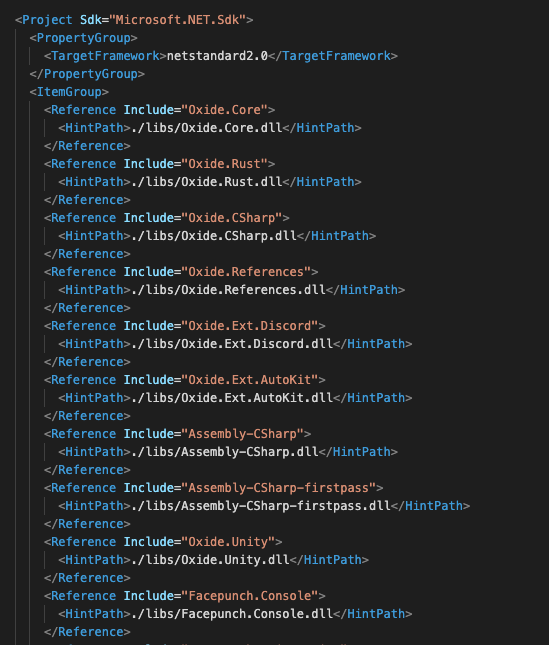 <Project Sdk="Microsoft.NET.Sdk">
<PropertyGroup>
<TargetFramework>netstandard2.0</TargetFramework>
</PropertyGroup>
<ItemGroup>
<Reference Include="Oxide.Core">
<HintPath>./libs/Oxide.Core.dll</HintPath>
</Reference>
<Reference Include="Oxide.Rust">
<HintPath>./libs/Oxide.Rust.dll</HintPath>
</Reference>
<Reference Include="Oxide.CSharp">
<HintPath>./libs/Oxide.CSharp.dll</HintPath>
</Reference>
<Reference Include="Oxide.References">
<HintPath>./libs/Oxide.References.dll</HintPath>
</Reference>
<Reference Include="Oxide.Ext.Discord">
<HintPath>./libs/Oxide.Ext.Discord.dll</HintPath>
</Reference>
<Reference Include="Oxide.Ext.AutoKit">
<HintPath>./libs/Oxide.Ext.AutoKit.dll</HintPath>
</Reference>
<Reference Include="Assembly-CSharp">
<HintPath>./libs/Assembly-CSharp.dll</HintPath>
</Reference>
<Reference Include="Assembly-CSharp-firstpass">
<HintPath>./libs/Assembly-CSharp-firstpass.dll</HintPath>
</Reference>
<Reference Include="Oxide.Unity">
<HintPath>./libs/Oxide.Unity.dll</HintPath>
</Reference>
<Reference Include="Facepunch.Console">
<HintPath>./libs/Facepunch.Console.dll</HintPath>
</Reference>